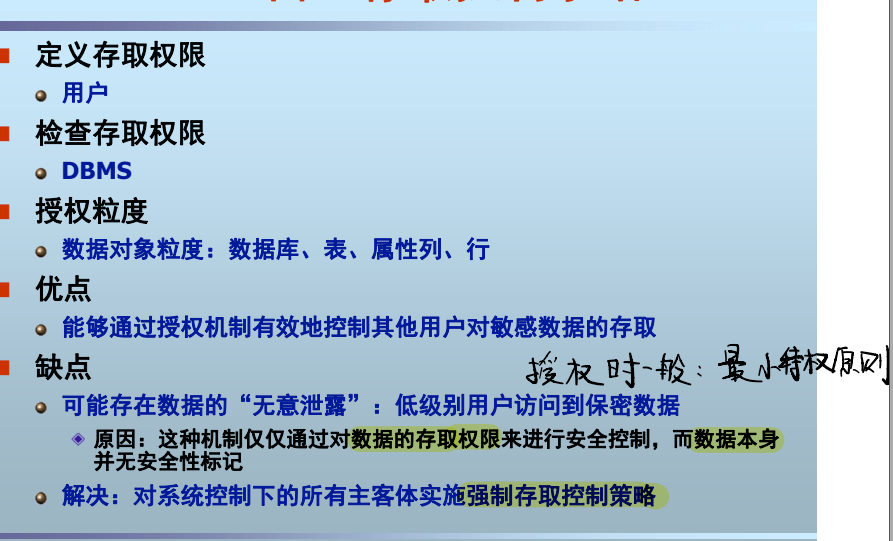 定义存取权限
用户
检查存取权限
DBMS
授权粒度
数据对象粒度：数据库、表、属性列、行
优点
能够通过授权机制有效地控制其他用户对敏感数据的存取
缺点
授权时一般：最小特权原则
可能存在数据的“无意泄露”：低级别用户访问到保密数据
原因：这种机制仅仅通过对数据的存取权限来进行安全控制，而数据本身
并无安全性标记
解决：对系统控制下的所有主客体实施强制存取控制策略